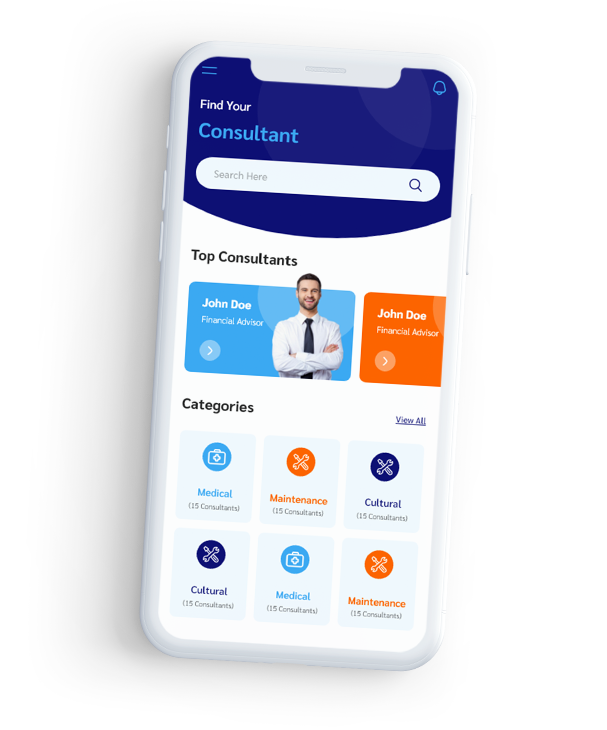 Find Your
Consultant
Search Here
Top Consultants
John Doe
Financial Advisor
John Doe
Financial Advisor
Categories
View All
Medical
(15 Consultants)
Maintenance
(15 Consultants)
Cultural
(15 Consultants)
Cultural
(15 Consultants)
Medical
(15 Consultants)
Maintenance
(15 Consultants)